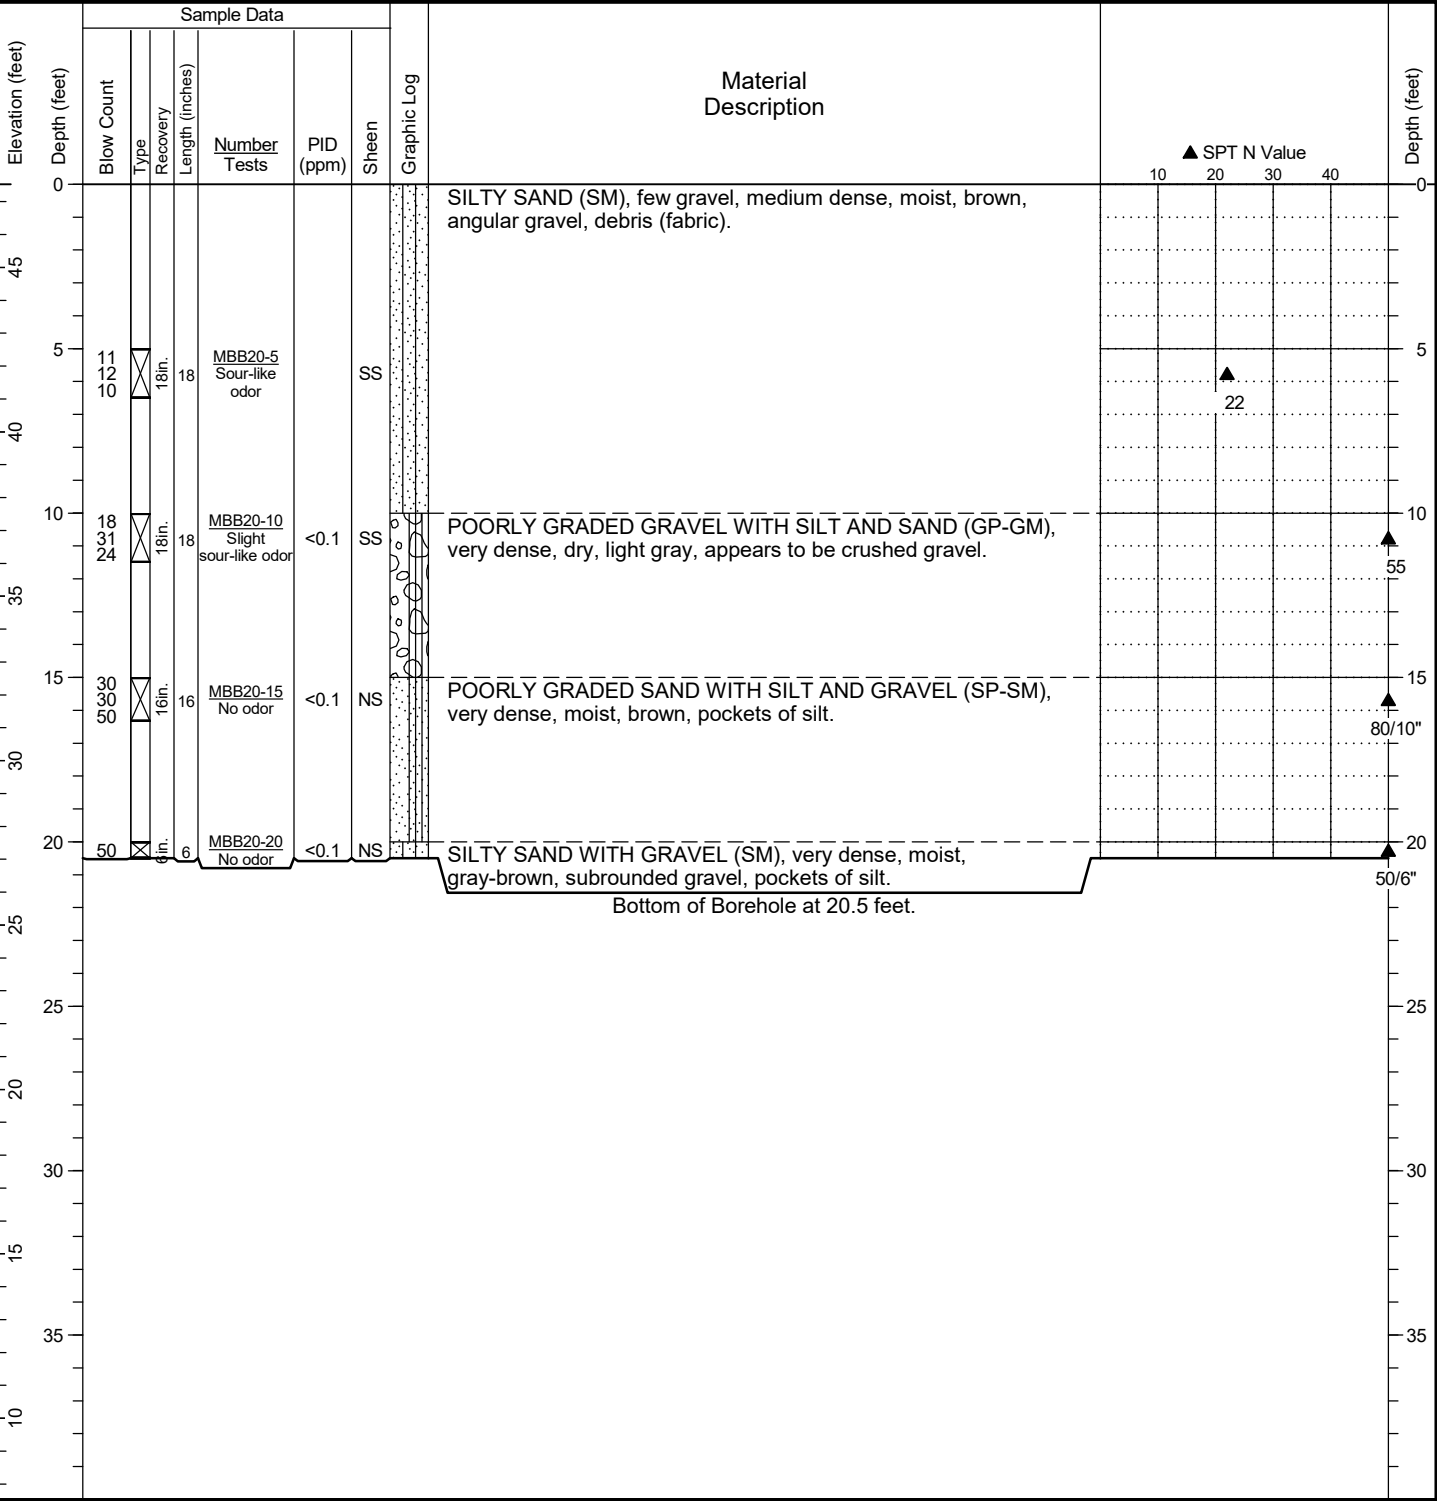 Sample Data
Elevation (feet)
Depth (feet)
Blow Count
Type
Recovery
Length (inches)
Number
Tests
PID
(ppm)
Sheen
Graphic Log
Material
Description
▲ SPT N Value
10 20 30 40
Depth (feet)
0 SILTY SAND (SM), few gravel, medium dense, moist, brown, 0
angular gravel, debris (fabric).
45
5 5
11
12
10
18in.
18
MBB20-5
Sour-like
odor
SS
22
40
10 10
18
31
24
18in.
18
MBB20-10
Slight
sour-like odor
<0.1
SS
POORLY GRADED GRAVEL WITH SILT AND SAND (GP-GM),
very dense, dry, light gray, appears to be crushed gravel.
55
35
15 15
30
30
50
16in.
16
MBB20-15
No odor
<0.1
NS
POORLY GRADED SAND WITH SILT AND GRAVEL (SP-SM),
very dense, moist, brown, pockets of silt.
80/10"
30
20 20
50
6in.
6
MBB20-20
No odor
<0.1
NS
SILTY SAND WITH GRAVEL (SM), very dense, moist,
gray-brown, subrounded gravel, pockets of silt.
50/6"
Bottom of Borehole at 20.5 feet.
25
25 25
20
30 30
15
35 35
10